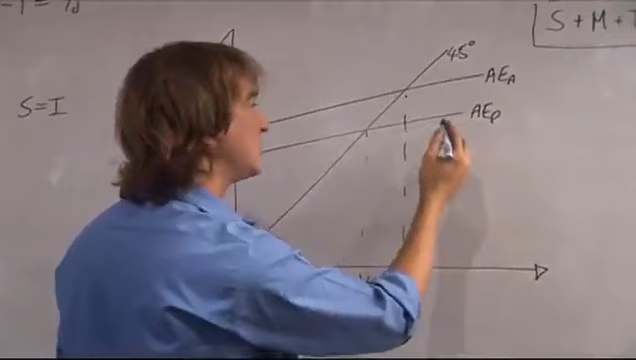 S + M + T
S = I
45°
AE_A
AE_P